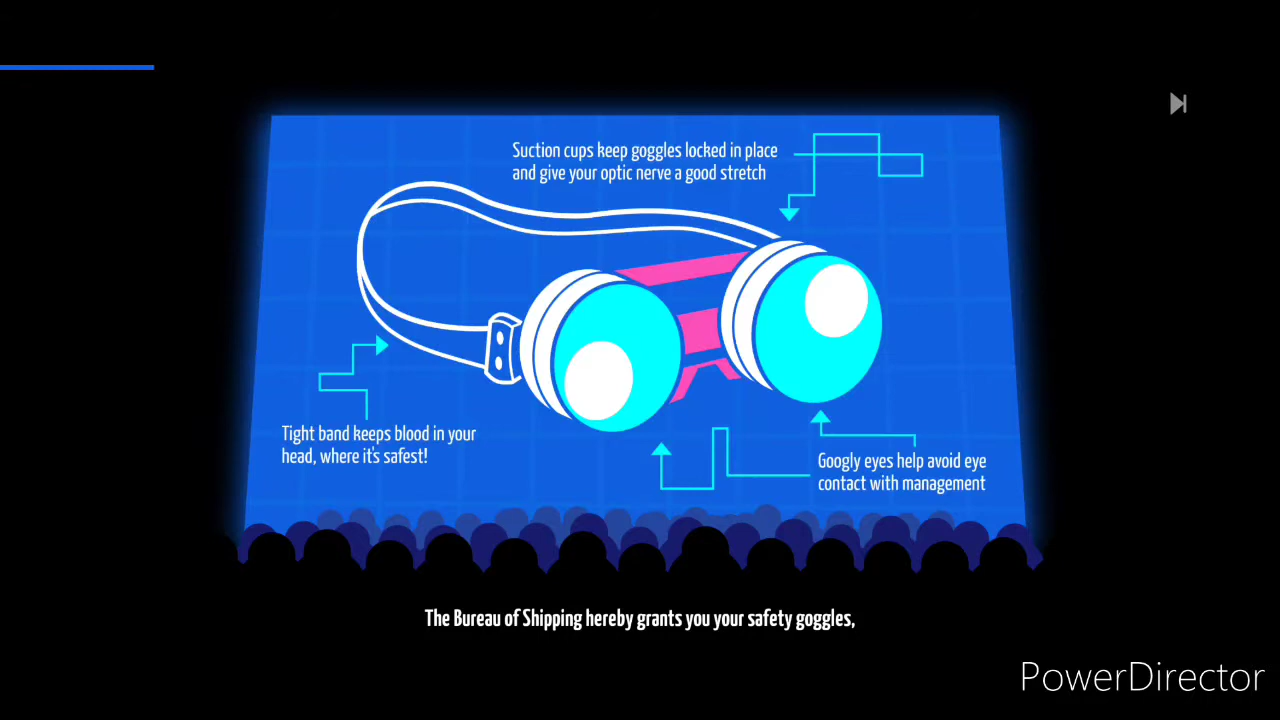 Suction cups keep goggles locked in place
and give your optic nerve a good stretch
Tight band keeps blood in your
head, where it's safest!
Googly eyes help avoid eye
contact with management
The Bureau of Shipping hereby grants you your safety goggles,
PowerDirector